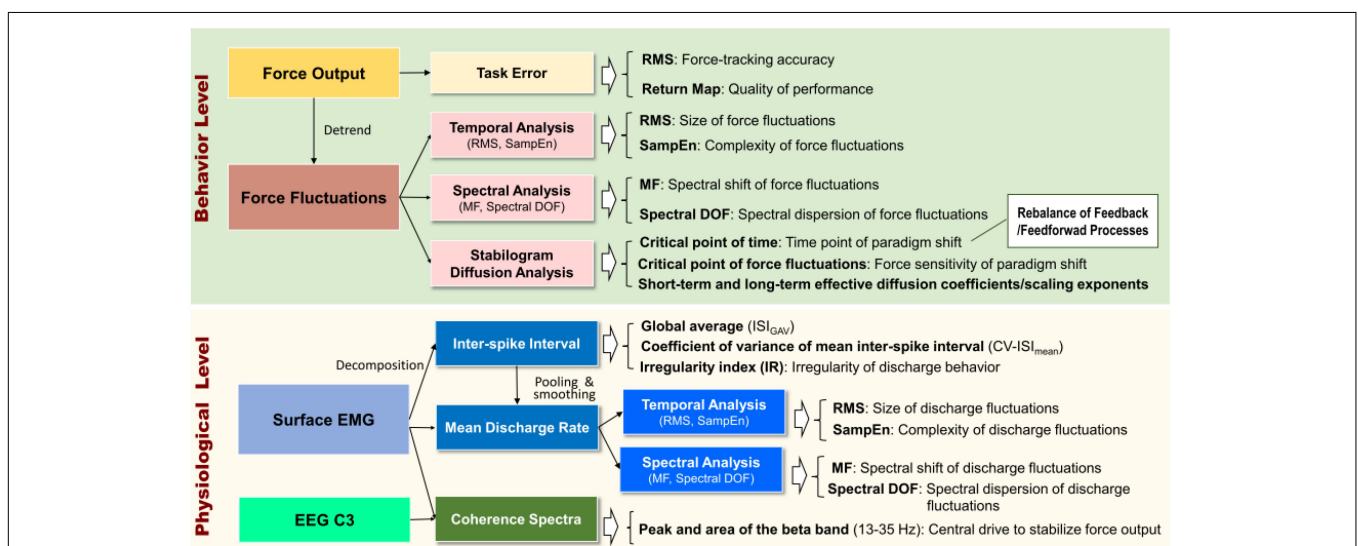 Behavior Level
Force Output
Task Error
RMS: Force-tracking accuracy
Return Map: Quality of performance
Detrend
Force Fluctuations
Temporal Analysis
(RMS, SampEn)
RMS: Size of force fluctuations
SampEn: Complexity of force fluctuations
Spectral Analysis
(MF, Spectral DOF)
MF: Spectral shift of force fluctuations
Spectral DOF: Spectral dispersion of force fluctuations
Rebalance of Feedback
/Feedforwad Processes
Stabilogram
Diffusion Analysis
Critical point of time: Time point of paradigm shift
Critical point of force fluctuations: Force sensitivity of paradigm shift
Short-term and long-term effective diffusion coefficients/scaling exponents
Physiological Level
Surface EMG
Decomposition
Inter-spike Interval
Global average (ISIGAV)
Coefficient of variance of mean inter-spike interval (CV-ISImean)
Irregularity index (IR): Irregularity of discharge behavior
Pooling &
smoothing
Mean Discharge Rate
Temporal Analysis
(RMS, SampEn)
RMS: Size of discharge fluctuations
SampEn: Complexity of discharge fluctuations
Spectral Analysis
(MF, Spectral DOF)
MF: Spectral shift of discharge fluctuations
Spectral DOF: Spectral dispersion of discharge
fluctuations
EEG C3
Coherence Spectra
Peak and area of the beta band (13-35 Hz): Central drive to stabilize force output